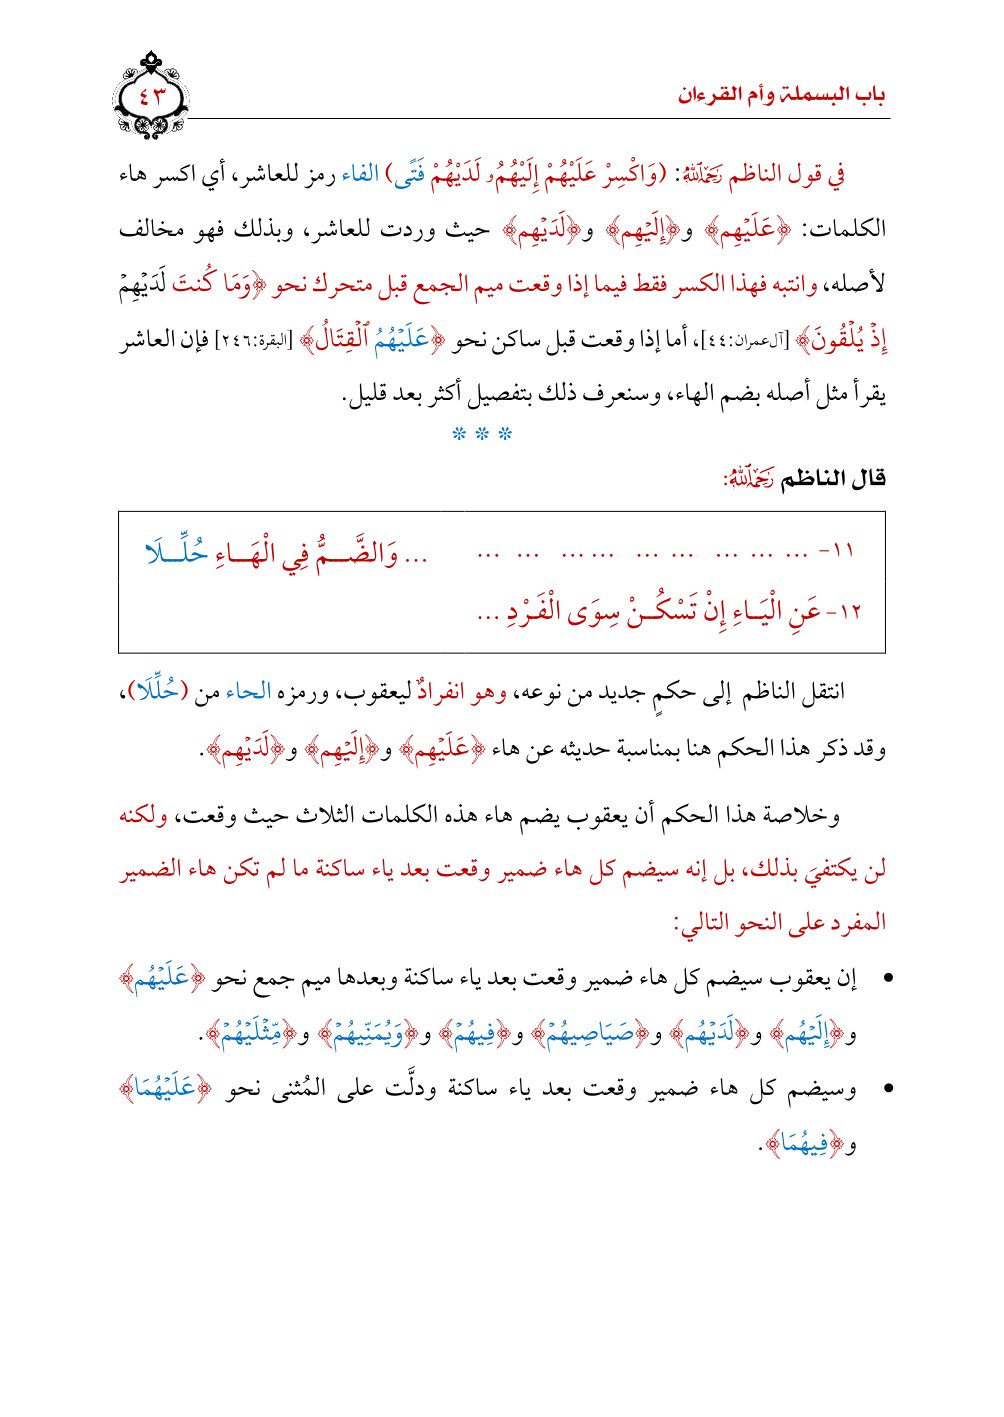 باب البسملة وأم القرءان
٤٣
في قول الناظم رَحِمَهُ ٱللَّهُ: (وَاكْسِرْ عَلَيْهُمْ إِلَيْهُمُۥ لَدَيْهُمْ فَتًى) الفاء رمز للعاشر، أي اكسر هاء
الكلمات: ﴿عَلَيۡهِم﴾ و﴿إِلَيۡهِم﴾ و﴿لَدَيۡهِم﴾ حيث وردت للعاشر، وبذلك فهو مخالف
لأصله، وانتبه فهذا الكسر فقط فيما إذا وقعت ميم الجمع قبل متحرك نحو ﴿وَمَا كُنتَ لَدَيۡهِمۡ
إِذۡ يُلۡقُونَ﴾ [آل عمران:٤٤]، أما إذا وقعت قبل ساكن نحو ﴿عَلَيۡهُمُ ٱلۡقِتَالُ﴾ [البقرة:٢٤٦] فإن العاشر
يقرأ مثل أصله بضم الهاء، وسنعرف ذلك بتفصيل أكثر بعد قليل.
* * *
قال الناظم رَحِمَهُ ٱللَّهُ:
١١- ... ... ... ... ... ... ... ... ... ... وَالضَّـــمُّ فِي الْهَـــاءِ حُلِّـــلَا
١٢- عَنِ الْيَـاءِ إِنْ تَسْكُــنْ سِوَى الْفَـرْدِ ...
انتقل الناظم إلى حكمٍ جديد من نوعه، وهو انفرادٌ ليعقوب، ورمزه الحاء من (حُلِّلَا)،
وقد ذكر هذا الحكم هنا بمناسبة حديثه عن هاء ﴿عَلَيۡهِم﴾ و﴿إِلَيۡهِم﴾ و﴿لَدَيۡهِم﴾.
وخلاصة هذا الحكم أن يعقوب يضم هاء هذه الكلمات الثلاث حيث وقعت، ولكنه
لن يكتفيَ بذلك، بل إنه سيضم كل هاء ضمير وقعت بعد ياء ساكنة ما لم تكن هاء الضمير
المفرد على النحو التالي:
• إن يعقوب سيضم كل هاء ضمير وقعت بعد ياء ساكنة وبعدها ميم جمع نحو ﴿عَلَيۡهُم﴾
و﴿إِلَيۡهُم﴾ و﴿لَدَيۡهُم﴾ و﴿صَيَاصِيهُمۡ﴾ و﴿فِيهُمۡ﴾ و﴿وَيُمَنِّيهُمۡ﴾ و﴿مِّثۡلَيۡهُمۡ﴾.
• وسيضم كل هاء ضمير وقعت بعد ياء ساكنة ودلَّت على المُثنى نحو ﴿عَلَيۡهُمَا﴾
و﴿فِيهُمَا﴾.